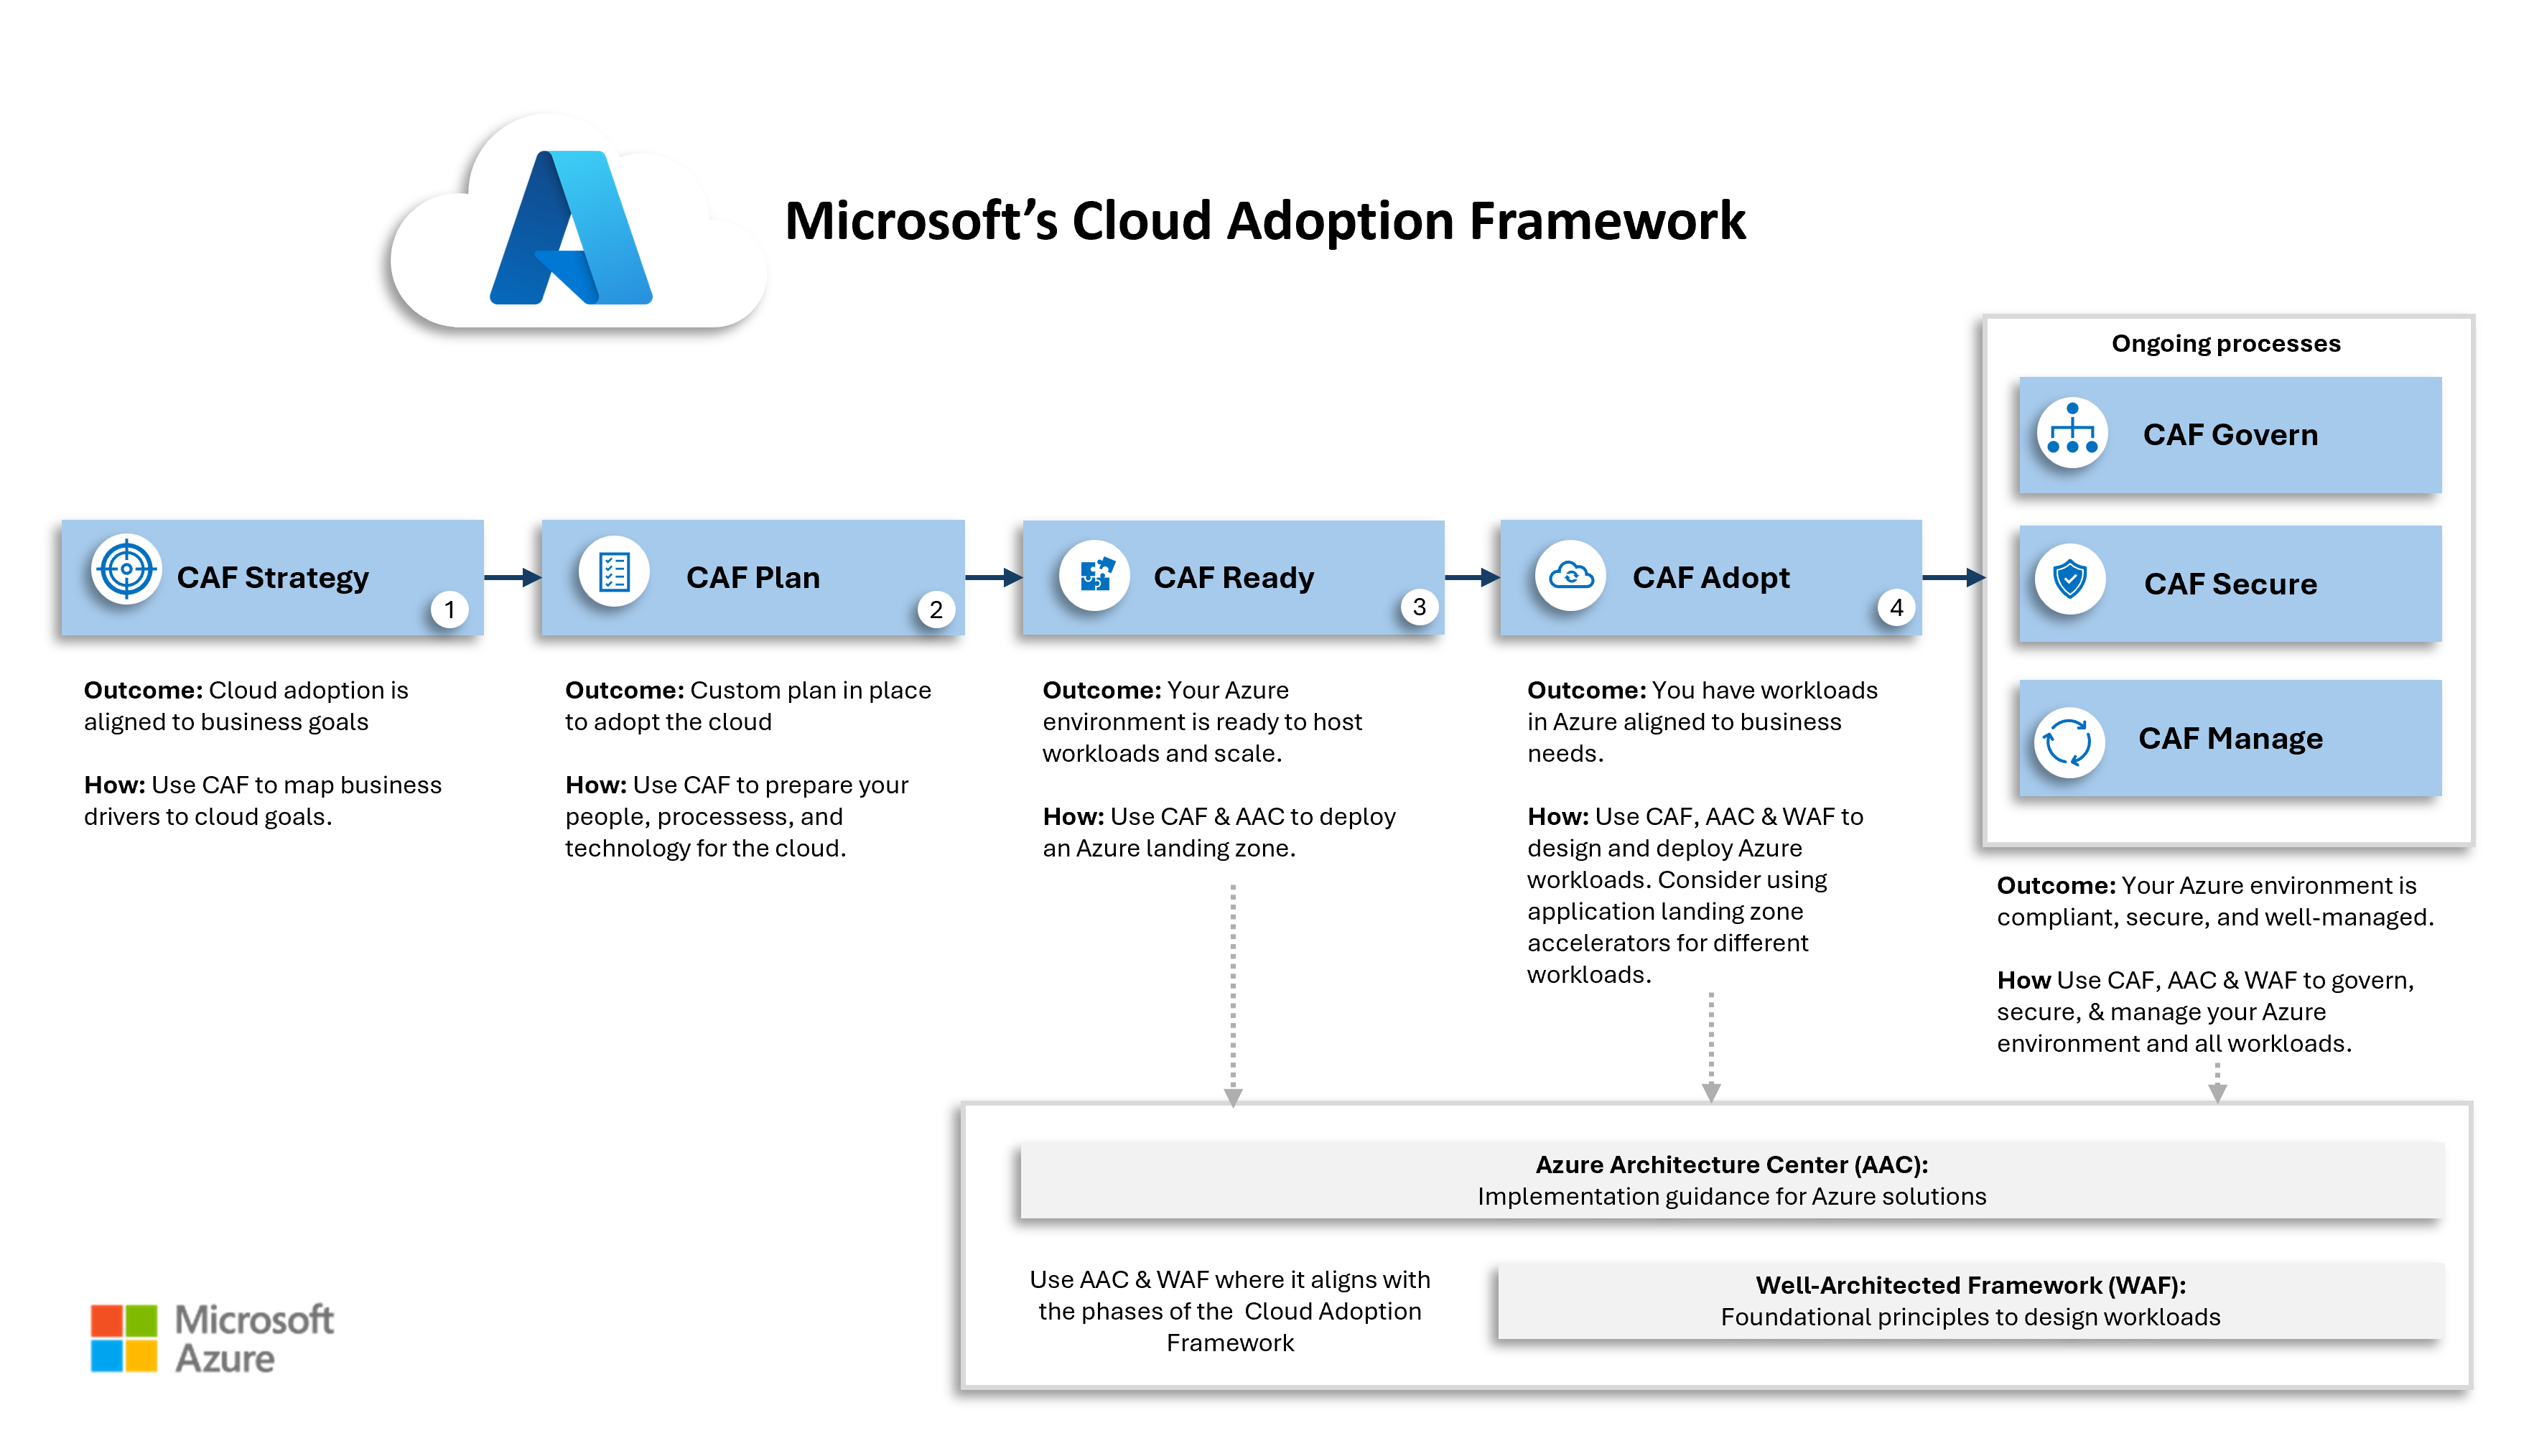 Microsoft’s Cloud Adoption Framework
CAF Strategy
1
Outcome: Cloud adoption is
aligned to business goals
How: Use CAF to map business
drivers to cloud goals.
CAF Plan
2
Outcome: Custom plan in place
to adopt the cloud
How: Use CAF to prepare your
people, processess, and
technology for the cloud.
CAF Ready
3
Outcome: Your Azure
environment is ready to host
workloads and scale.
How: Use CAF & AAC to deploy
an Azure landing zone.
CAF Adopt
4
Outcome: You have workloads
in Azure aligned to business
needs.
How: Use CAF, AAC & WAF to
design and deploy Azure
workloads. Consider using
application landing zone
accelerators for different
workloads.
Ongoing processes
CAF Govern
CAF Secure
CAF Manage
Outcome: Your Azure environment is
compliant, secure, and well-managed.
How Use CAF, AAC & WAF to govern,
secure, & manage your Azure
environment and all workloads.
Azure Architecture Center (AAC):
Implementation guidance for Azure solutions
Use AAC & WAF where it aligns with
the phases of the Cloud Adoption
Framework
Well-Architected Framework (WAF):
Foundational principles to design workloads
Microsoft
Azure